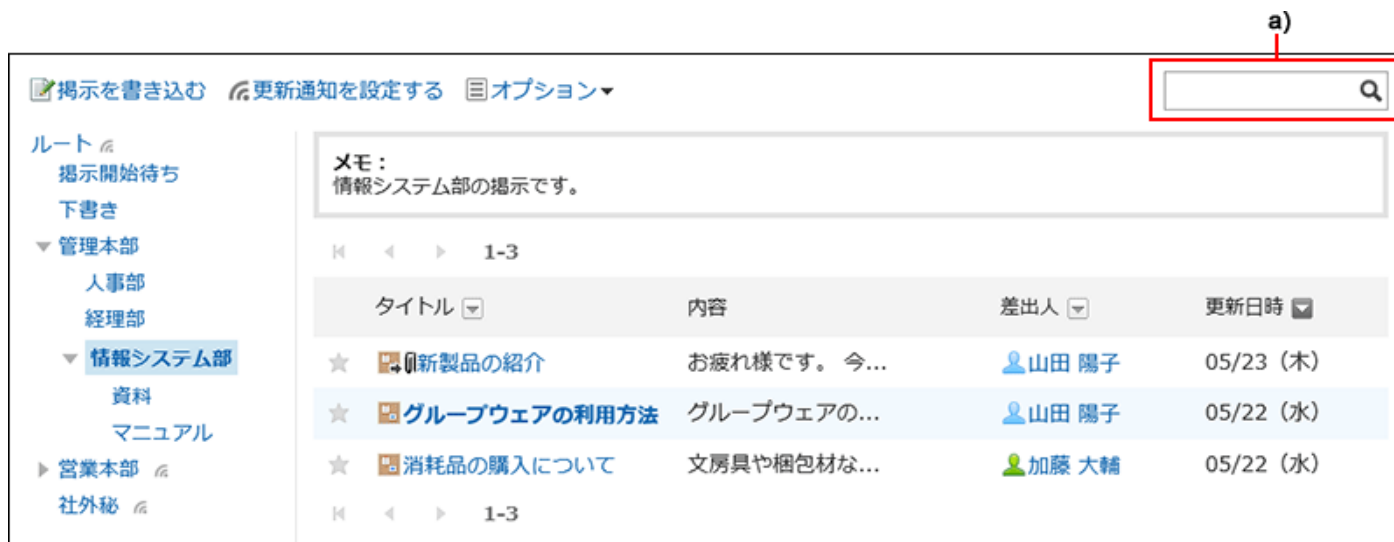 a)
掲示を書き込む 更新通知を設定する オプション
ルート
掲示開始待ち
下書き
管理本部
人事部
経理部
情報システム部
資料
マニュアル
営業本部
社外秘
メモ：
情報システム部の掲示です。
1-3
タイトル 内容 差出人 更新日時
新製品の紹介 お疲れ様です。 今... 山田 陽子 05/23（木）
グループウェアの利用方法 グループウェアの... 山田 陽子 05/22（水）
消耗品の購入について 文房具や梱包材な... 加藤 大輔 05/22（水）
1-3